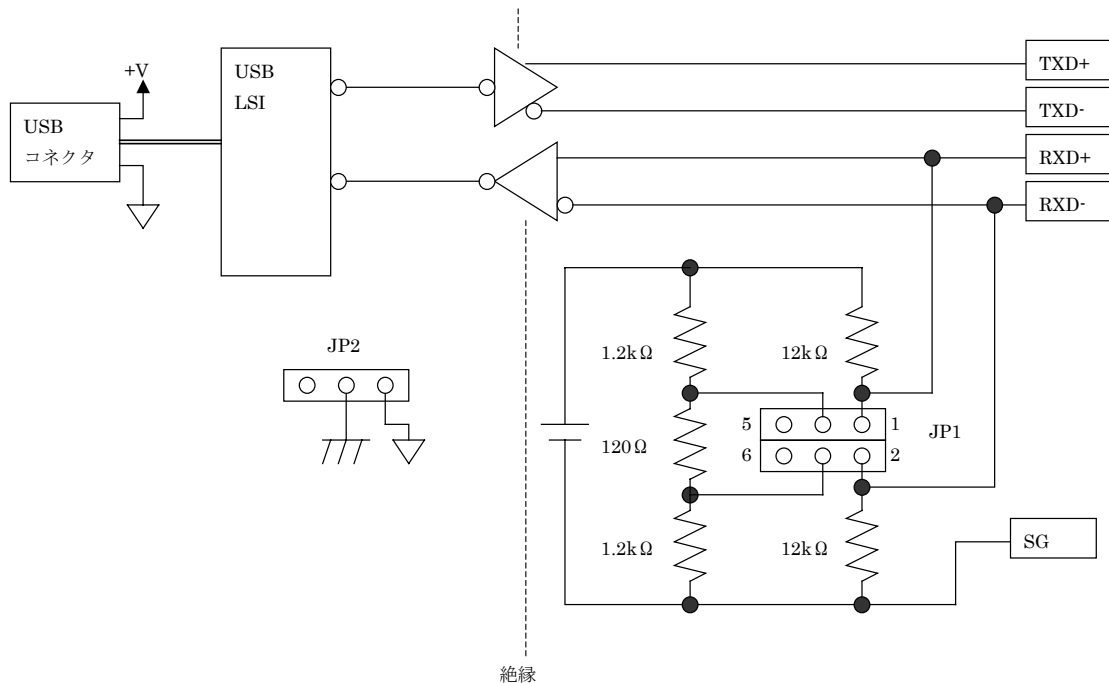 +V
USB
コネクタ
USB
LSI
TXD+
TXD-
RXD+
RXD-
1.2kΩ
12kΩ
JP2
5
1
JP1
120Ω
6
2
1.2kΩ
12kΩ
SG
絶縁